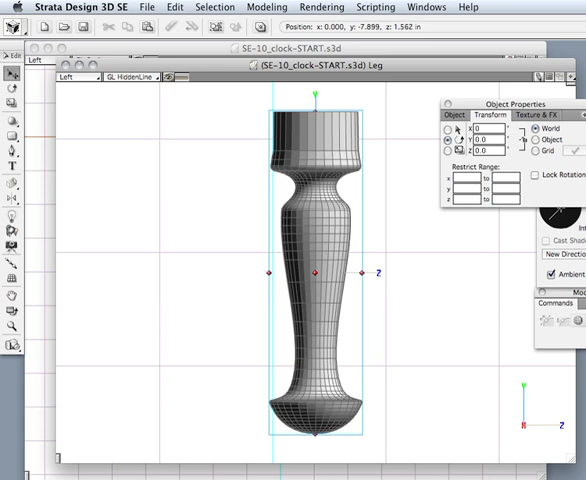 Strata Design 3D SE File Edit Selection Modeling Rendering Scripting Windows Help
Position: x: 0.000, y: -7.899, z: 1.562 in
Edit
SE-10_clock-START.s3d
Left
(SE-10_clock-START.s3d) Leg
Left GL HiddenLine
Y
Z
Object Properties
Object Transform Texture & FX
X 0 °
Y 0.0 °
Z 0.0 °
World
Object
Grid
Restrict Range:
x to
y to
z to
Lock Rotation
Cast Shado
New Direction
Ambient
Commands
Y
X Z